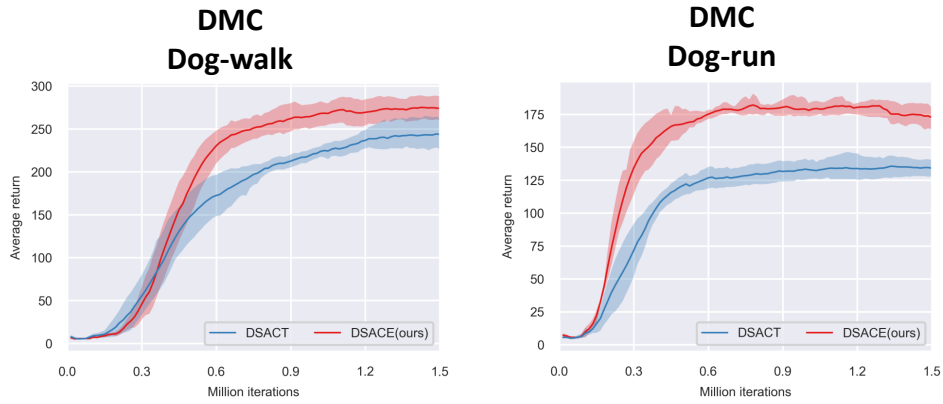 DMC
Dog-walk
300
250
200
150
100
50
0
Average return
0.0 0.3 0.6 0.9 1.2 1.5
Million iterations
DSACT DSACE(ours)
DMC
Dog-run
175
150
125
100
75
50
25
0
Average return
0.0 0.3 0.6 0.9 1.2 1.5
Million iterations
DSACT DSACE(ours)